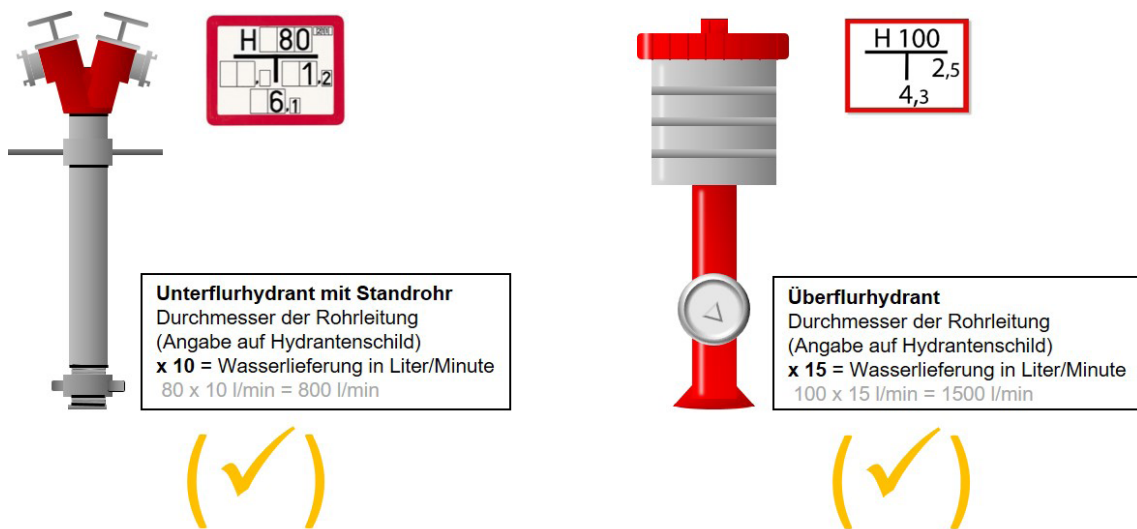 H 80
1.2
6.1
Unterflurhydrant mit Standrohr
Durchmesser der Rohrleitung
(Angabe auf Hydrantenschild)
x 10 = Wasserlieferung in Liter/Minute
80 x 10 l/min = 800 l/min
H 100
2,5
4,3
Überflurhydrant
Durchmesser der Rohrleitung
(Angabe auf Hydrantenschild)
x 15 = Wasserlieferung in Liter/Minute
100 x 15 l/min = 1500 l/min